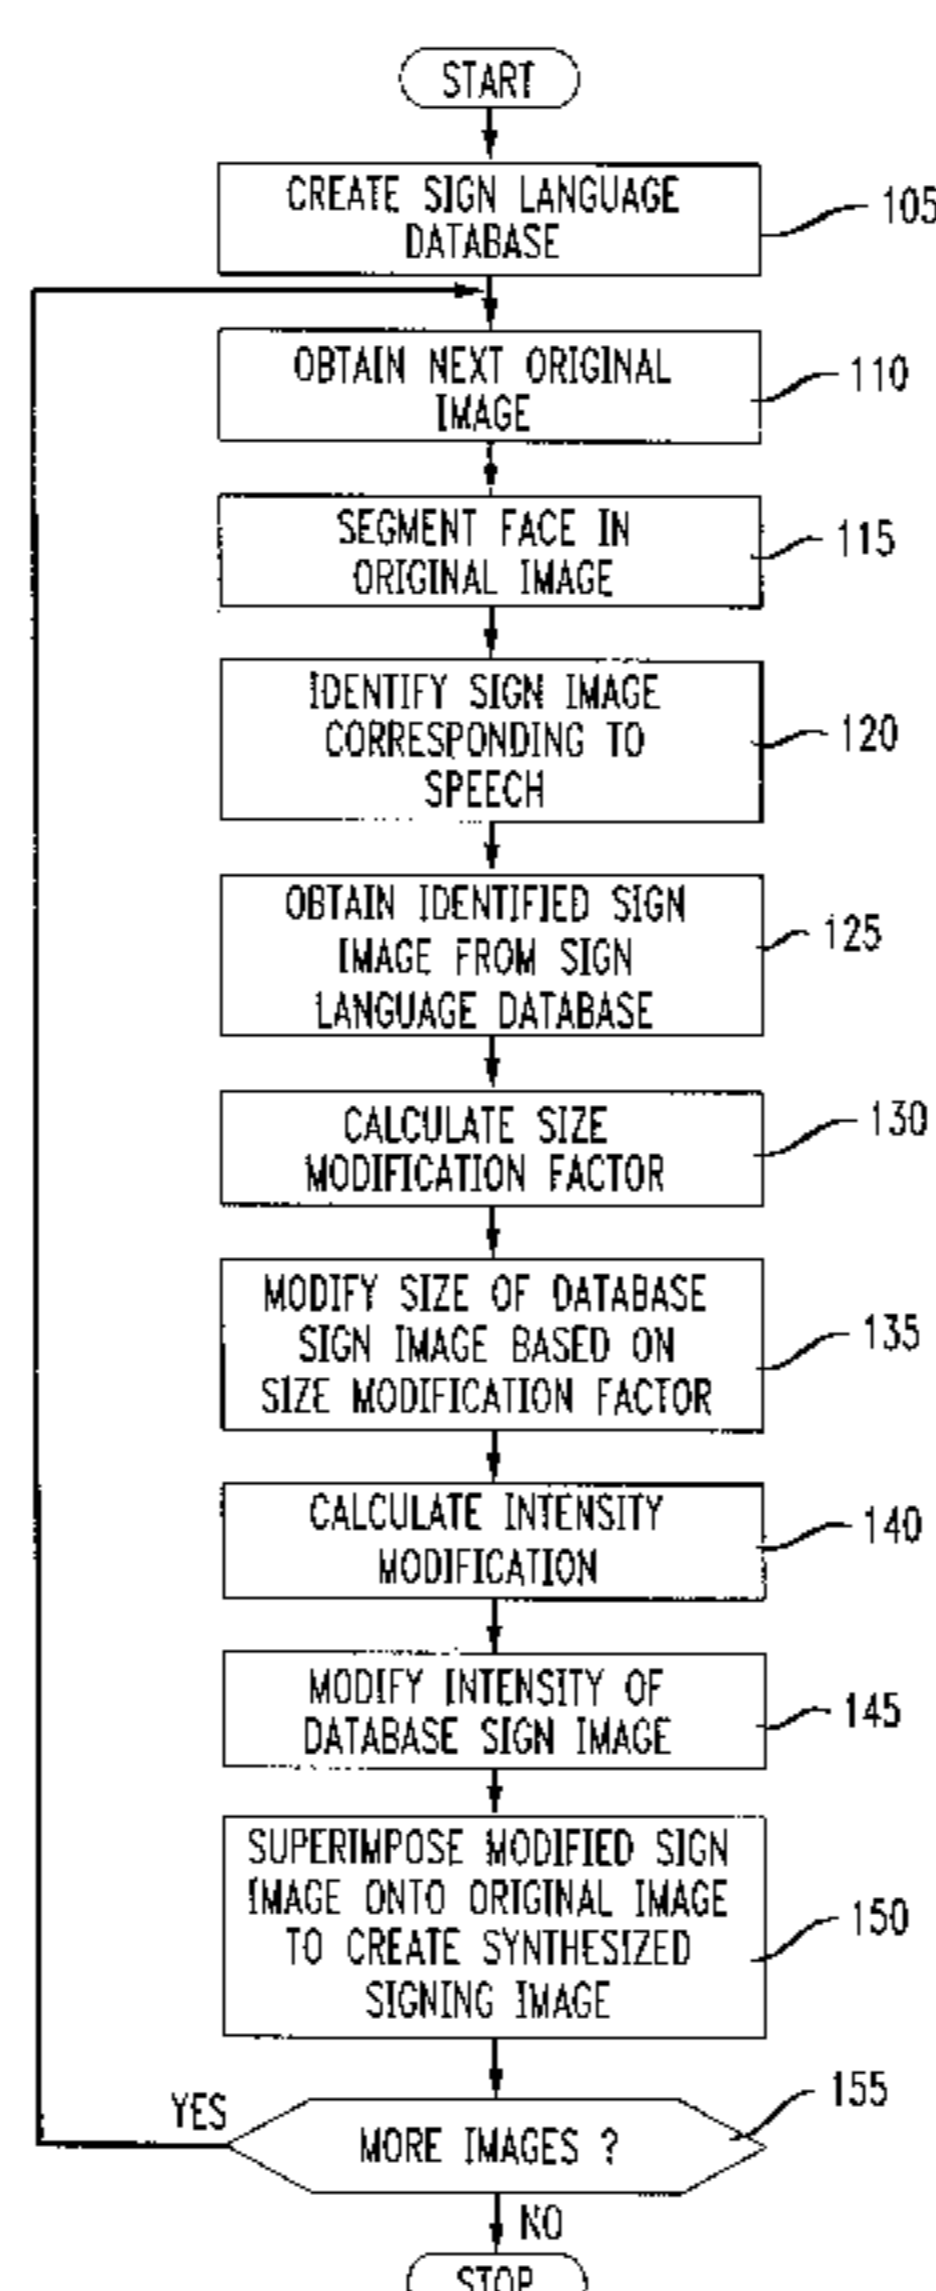 START
CREATE SIGN LANGUAGE
DATABASE
105
OBTAIN NEXT ORIGINAL
IMAGE
110
SEGMENT FACE IN
ORIGINAL IMAGE
115
IDENTIFY SIGN IMAGE
CORRESPONDING TO
SPEECH
120
OBTAIN IDENTIFIED SIGN
IMAGE FROM SIGN
LANGUAGE DATABASE
125
CALCULATE SIZE
MODIFICATION FACTOR
130
MODIFY SIZE OF DATABASE
SIGN IMAGE BASED ON
SIZE MODIFICATION FACTOR
135
CALCULATE INTENSITY
MODIFICATION
140
MODIFY INTENSITY OF
DATABASE SIGN IMAGE
145
SUPERIMPOSE MODIFIED SIGN
IMAGE ONTO ORIGINAL IMAGE
TO CREATE SYNTHESIZED
SIGNING IMAGE
150
YES
MORE IMAGES ?
155
NO
STOP